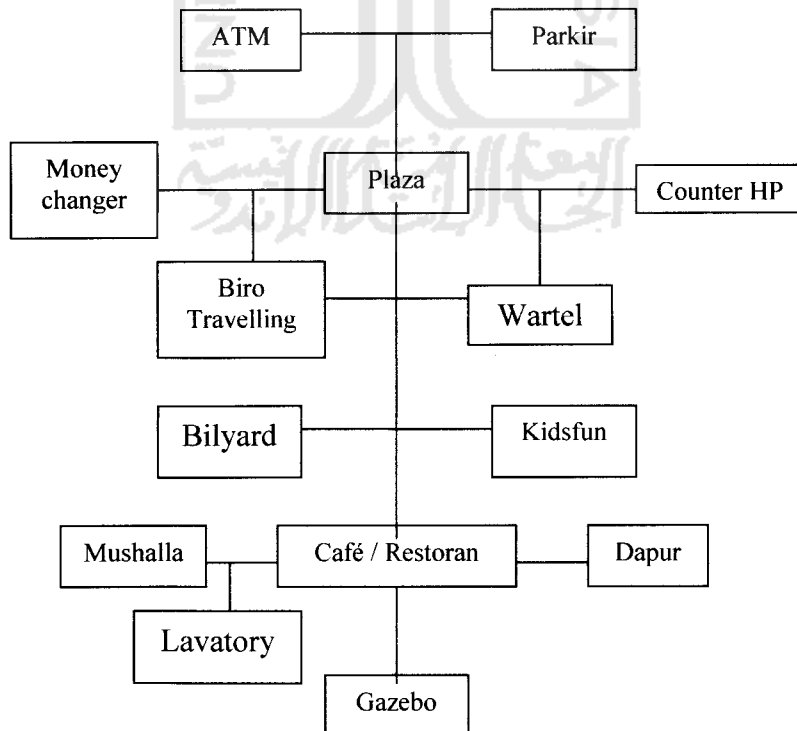 ATM
Parkir
Money
changer
Plaza
Counter HP
Biro
Travelling
Wartel
Bilyard
Kidsfun
Mushalla
Café / Restoran
Dapur
Lavatory
Gazebo